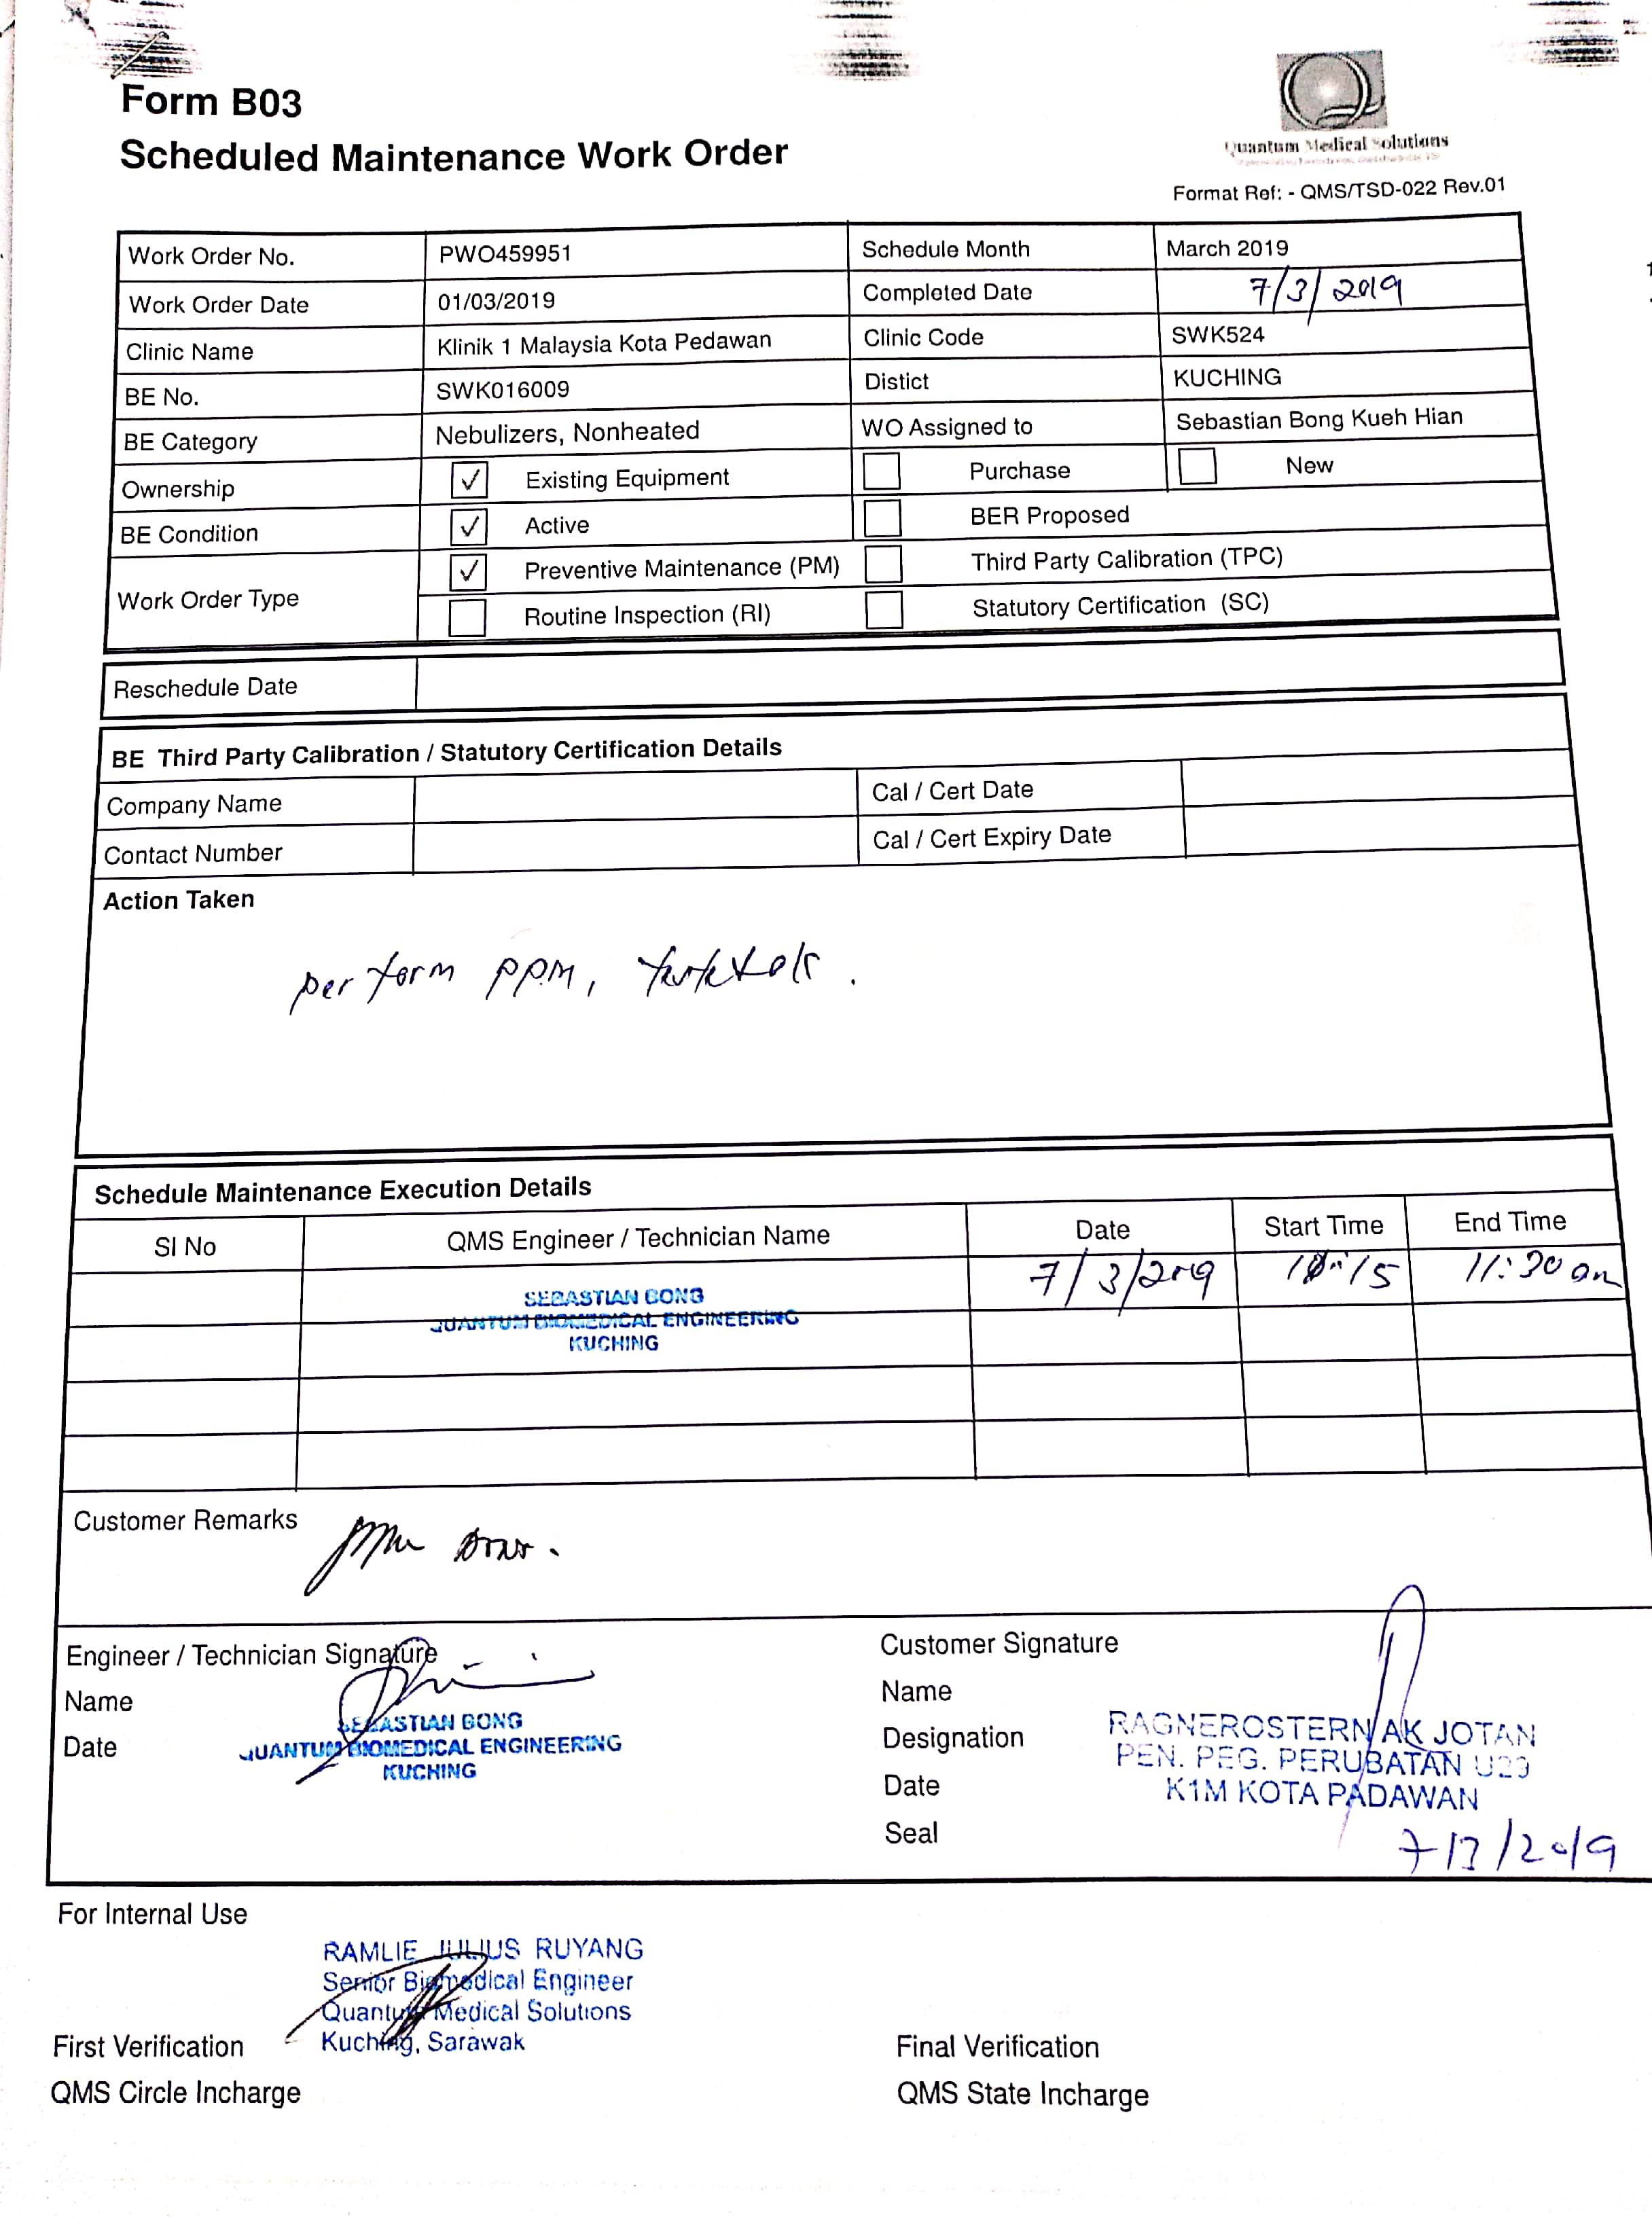 Form B03
Scheduled Maintenance Work Order
Quantum Medical Solutions
Format Ref: - QMS/TSD-022 Rev.01
Work Order No. PWO459951 Schedule Month March 2019
Work Order Date 01/03/2019 Completed Date 7/3/2019
Clinic Name Klinik 1 Malaysia Kota Pedawan Clinic Code SWK524
BE No. SWK016009 Distict KUCHING
BE Category Nebulizers, Nonheated WO Assigned to Sebastian Bong Kueh Hian
Ownership ✓ Existing Equipment Purchase New
BE Condition ✓ Active BER Proposed
Work Order Type ✓ Preventive Maintenance (PM) Third Party Calibration (TPC)
Routine Inspection (RI) Statutory Certification (SC)
Reschedule Date
BE Third Party Calibration / Statutory Certification Details
Company Name Cal / Cert Date
Contact Number Cal / Cert Expiry Date
Action Taken
perform PPM,
Schedule Maintenance Execution Details
SI No QMS Engineer / Technician Name Date Start Time End Time
7/3/2019 11:30 am
SEBASTIAN BONG
QUANTUM BIOMEDICAL ENGINEERING
KUCHING
Customer Remarks
Engineer / Technician Signature
Name
Date
SEBASTIAN BONG
QUANTUM BIOMEDICAL ENGINEERING
KUCHING
Customer Signature
Name
Designation
Date
Seal
RAGNEROSTERN AK JOTAN
PEN. PEG. PERUBATAN U29
K1M KOTA PADAWAN
7/3/2019
For Internal Use
RAMLIE JULIUS RUYANG
Senior Biomedical Engineer
Quantum Medical Solutions
Kuching, Sarawak
First Verification Final Verification
QMS Circle Incharge QMS State Incharge